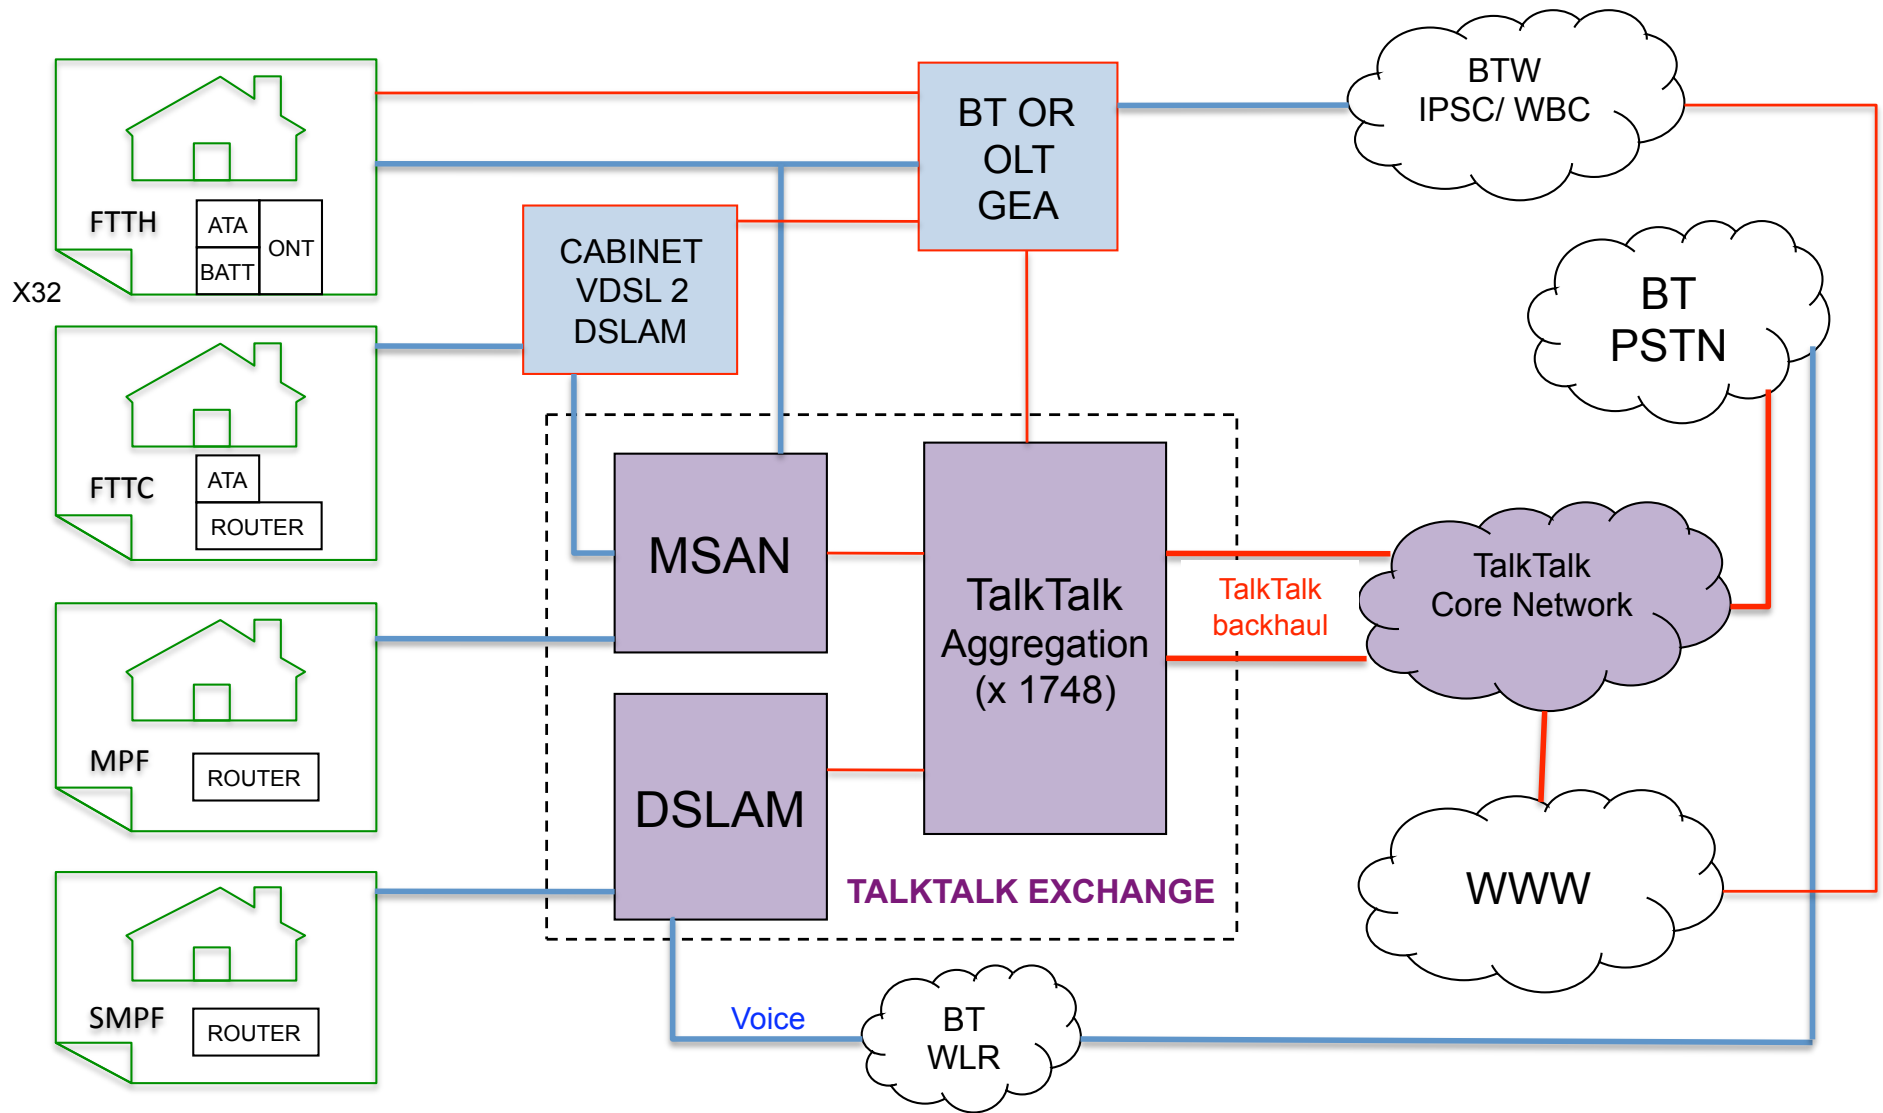 FTTH
ATA
BATT
ONT
X32
FTTC
ATA
ROUTER
MPF
ROUTER
SMPF
ROUTER
CABINET
VDSL 2
DSLAM
BT OR
OLT
GEA
MSAN
DSLAM
TalkTalk
Aggregation
(x 1748)
TALKTALK EXCHANGE
TalkTalk
backhaul
Voice
BT
WLR
BTW
IPSC/ WBC
BT
PSTN
TalkTalk
Core Network
WWW